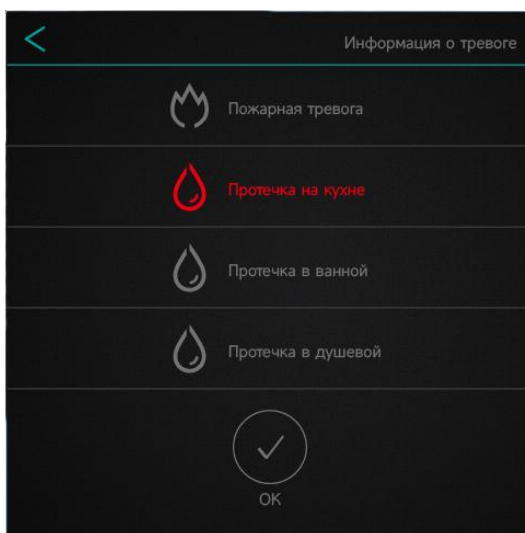 Информация о тревоге
Пожарная тревога
Протечка на кухне
Протечка в ванной
Протечка в душевой
OK